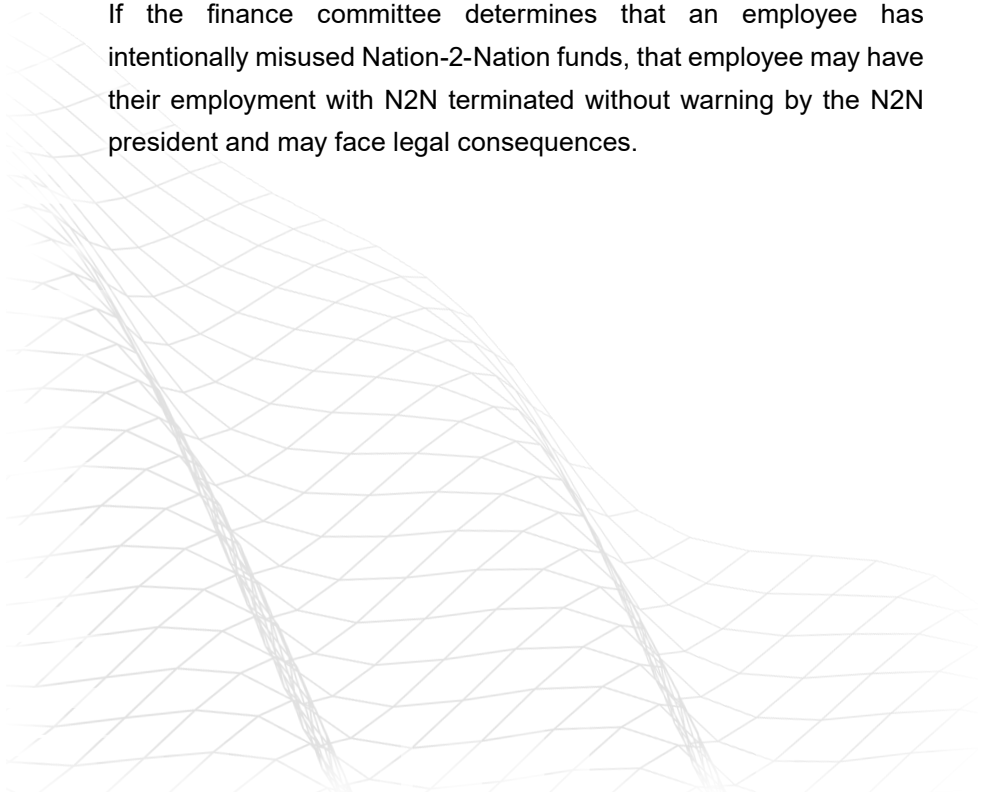 If the finance committee determines that an employee has
intentionally misused Nation-2-Nation funds, that employee may have
their employment with N2N terminated without warning by the N2N
president and may face legal consequences.